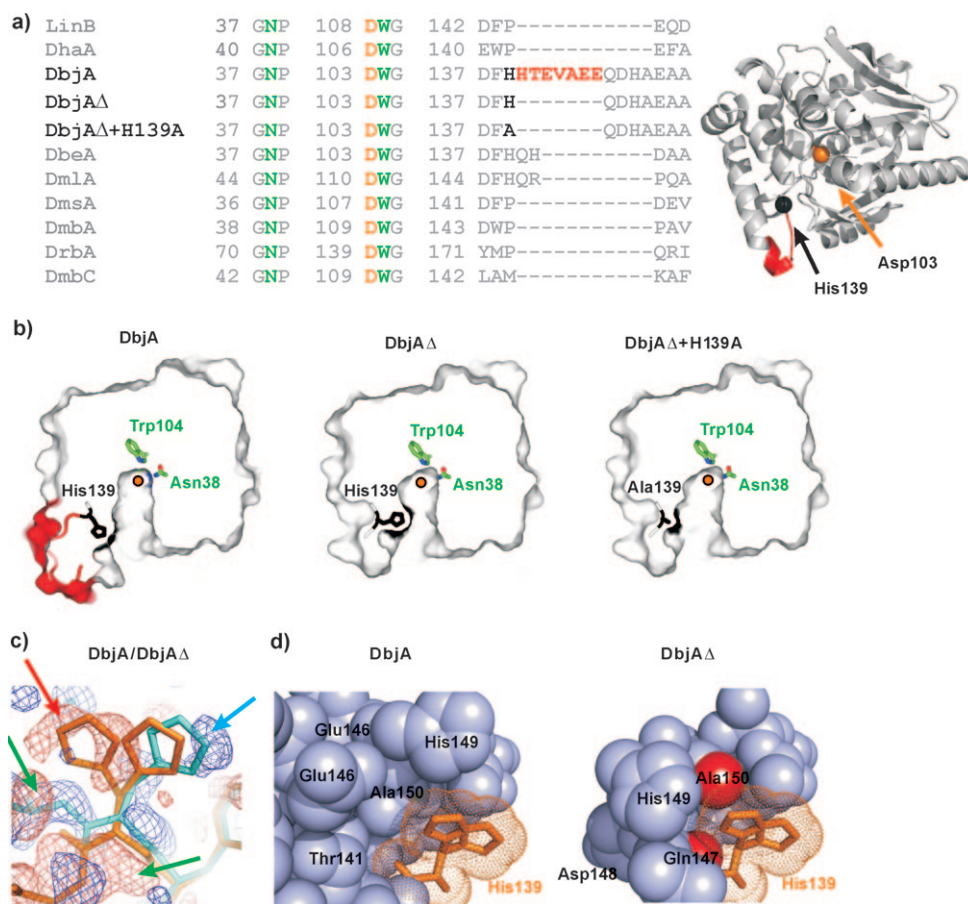 a)
LinB 37 GNP 108 DWG 142 DFP--------------EQD
DhaA 40 GNP 106 DWG 140 EWP--------------EFA
DbjA 37 GNP 103 DWG 137 DFHHTEVAEEQDHAEAA
DbjAΔ 37 GNP 103 DWG 137 DFH---------QDHAEAA
DbjAΔ+H139A 37 GNP 103 DWG 137 DFA---------QDHAEAA
DbeA 37 GNP 103 DWG 137 DFHQH------------DAA
DmlA 44 GNP 110 DWG 144 DFHQR------------PQA
DmsA 36 GNP 107 DWG 141 DFP--------------DEV
DmbA 38 GNP 109 DWG 143 DWP--------------PAV
DrbA 70 GNP 139 DWG 171 YMP--------------QRI
DmbC 42 GNP 109 DWG 142 LAM--------------KAF
Asp103
His139
b)
DbjA DbjAΔ DbjAΔ+H139A
Trp104 Trp104 Trp104
His139 Asn38 His139 Asn38 Ala139 Asn38
c) d)
DbjA/DbjAΔ DbjA DbjAΔ
Glu146 His149
Glu146
Ala150
Thr141
His139
Ala150
His149
Gln147
Asp148
His139